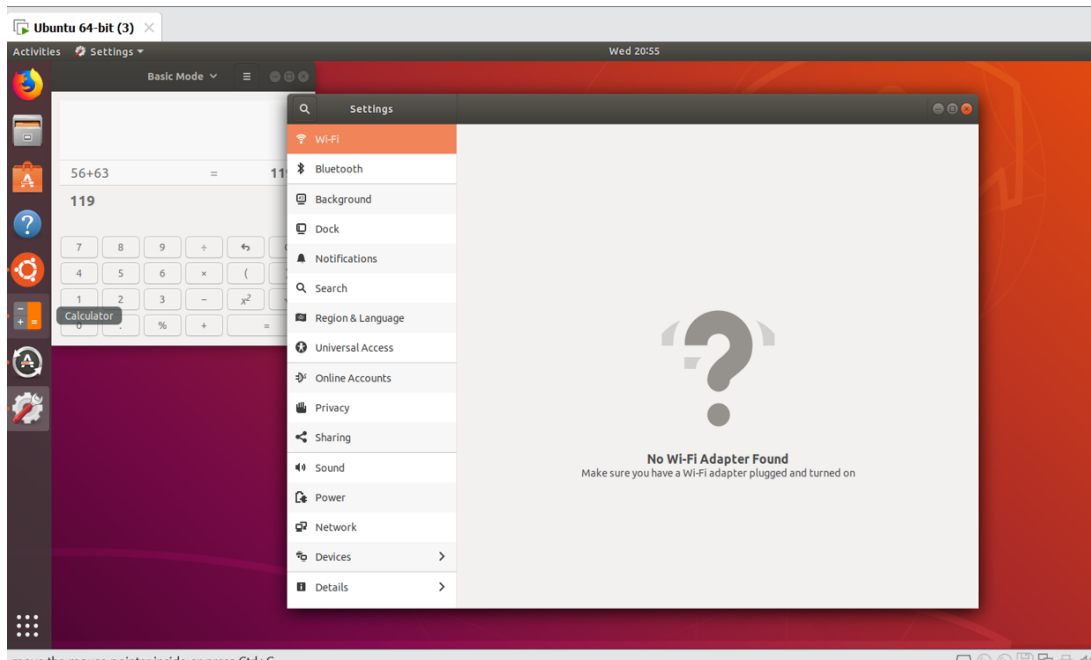 Ubuntu 64-bit (3)
Activities Settings
Wed 20:55
Basic Mode
56+63 = 119
119
7 8 9 ÷
4 5 6 × (
1 2 3 – x²
0 . % + =
Calculator
Settings
Wi-Fi
Bluetooth
Background
Dock
Notifications
Search
Region & Language
Universal Access
Online Accounts
Privacy
Sharing
Sound
Power
Network
Devices
Details
No Wi-Fi Adapter Found
Make sure you have a Wi-Fi adapter plugged and turned on